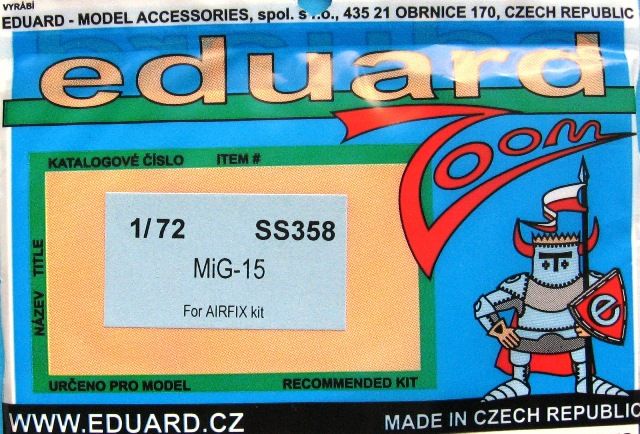 VYRÁBÍ
EDUARD - MODEL ACCESSORIES, spol. s r.o., 435 21 OBRNICE 170, CZECH REPUBLIC
eduard
Zoom
KATALOGOVÉ ČÍSLO ITEM #
NÁZEV TITLE
1/72 SS358
MiG-15
For AIRFIX kit
e
URČENO PRO MODEL RECOMMENDED KIT
WWW.EDUARD.CZ MADE IN CZECH REPUBLIC